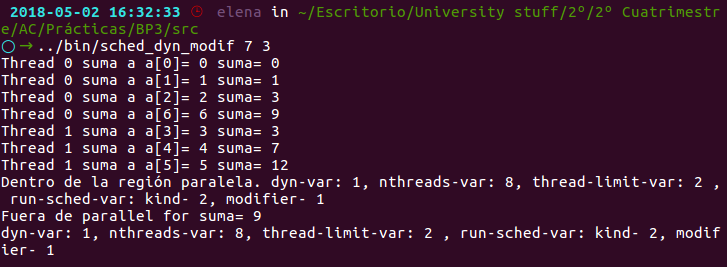 2018-05-02 16:32:33 elena in ~/Escritorio/University stuff/2º/2º Cuatrimestr
e/AC/Prácticas/BP3/src
○ → ../bin/sched_dyn_modif 7 3
Thread 0 suma a a[0]= 0 suma= 0
Thread 0 suma a a[1]= 1 suma= 1
Thread 0 suma a a[2]= 2 suma= 3
Thread 0 suma a a[6]= 6 suma= 9
Thread 1 suma a a[3]= 3 suma= 3
Thread 1 suma a a[4]= 4 suma= 7
Thread 1 suma a a[5]= 5 suma= 12
Dentro de la región paralela. dyn-var: 1, nthreads-var: 8, thread-limit-var: 2 ,
run-sched-var: kind- 2, modifier- 1
Fuera de parallel for suma= 9
dyn-var: 1, nthreads-var: 8, thread-limit-var: 2 , run-sched-var: kind- 2, modif
ier- 1